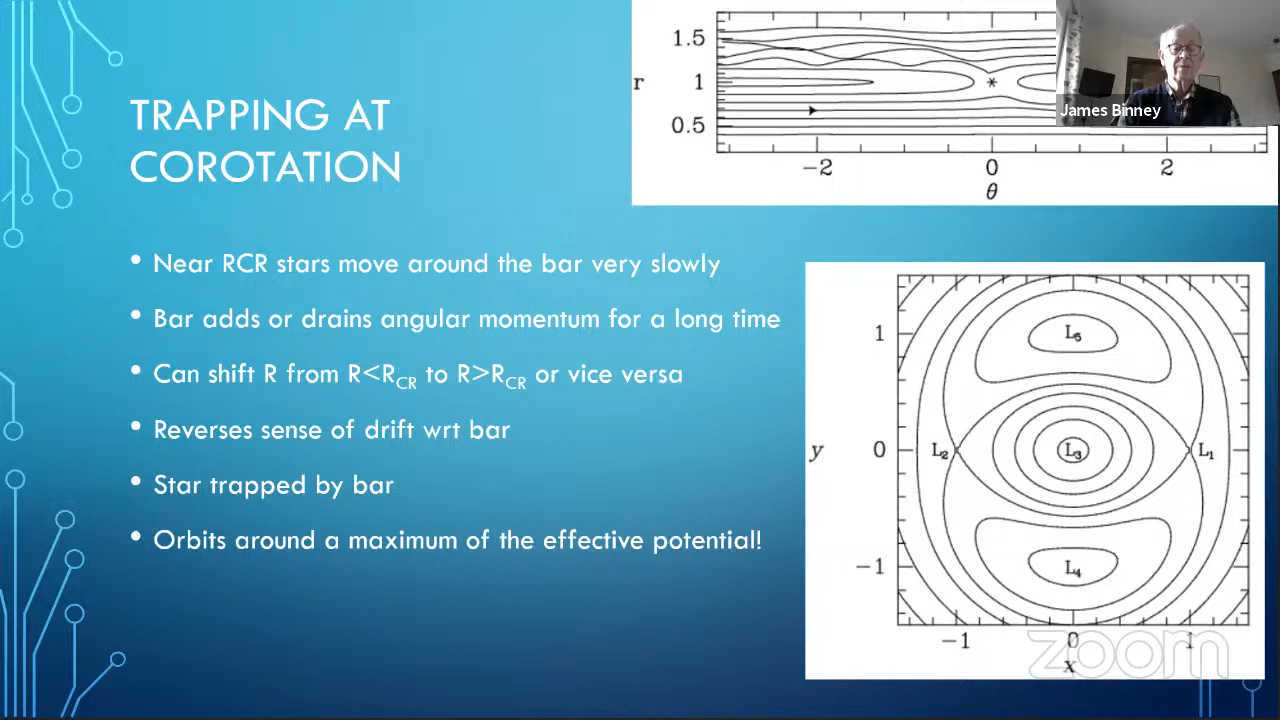 TRAPPING AT
COROTATION
• Near RCR stars move around the bar very slowly
• Bar adds or drains angular momentum for a long time
• Can shift R from R<R_CR to R>R_CR or vice versa
• Reverses sense of drift wrt bar
• Star trapped by bar
• Orbits around a maximum of the effective potential!
1.5
r 1
0.5
−2 0 2
θ
James Binney
1
y 0
−1
L₅
L₂ L₃ L₁
L₄
−1 0 1
x
zoom